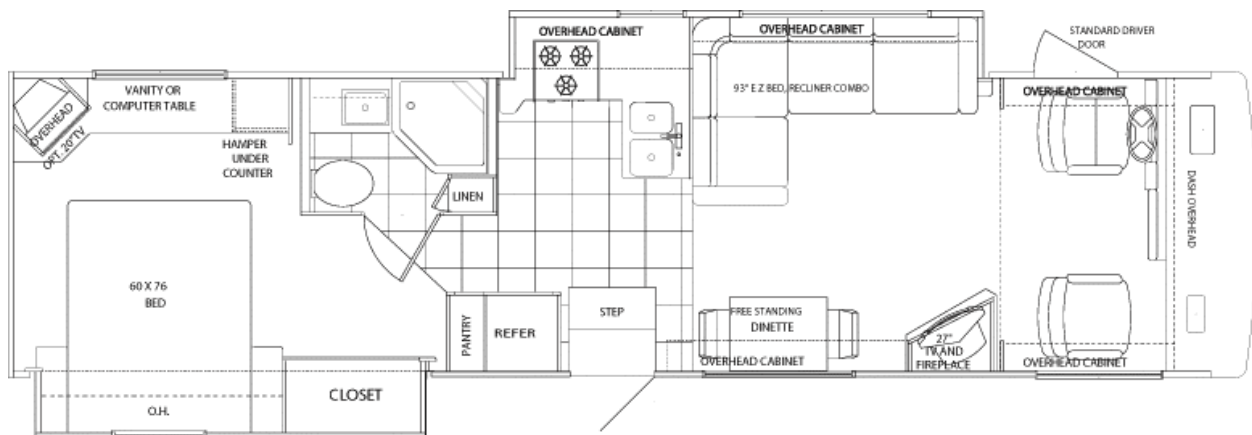 OVERHEAD CABINET
OVERHEAD CABINET
STANDARD DRIVER
DOOR
VANITY OR
COMPUTER TABLE
OVERHEAD
OPT. 20"TV
93" E Z BED, RECLINER COMBO
OVERHEAD CABINET
HAMPER
UNDER
COUNTER
LINEN
DASH OVERHEAD
60 X 76
BED
PANTRY
REFER
STEP
FREE STANDING
DINETTE
OVERHEAD CABINET
27"
TV AND
FIREPLACE
OVERHEAD CABINET
CLOSET
O.H.